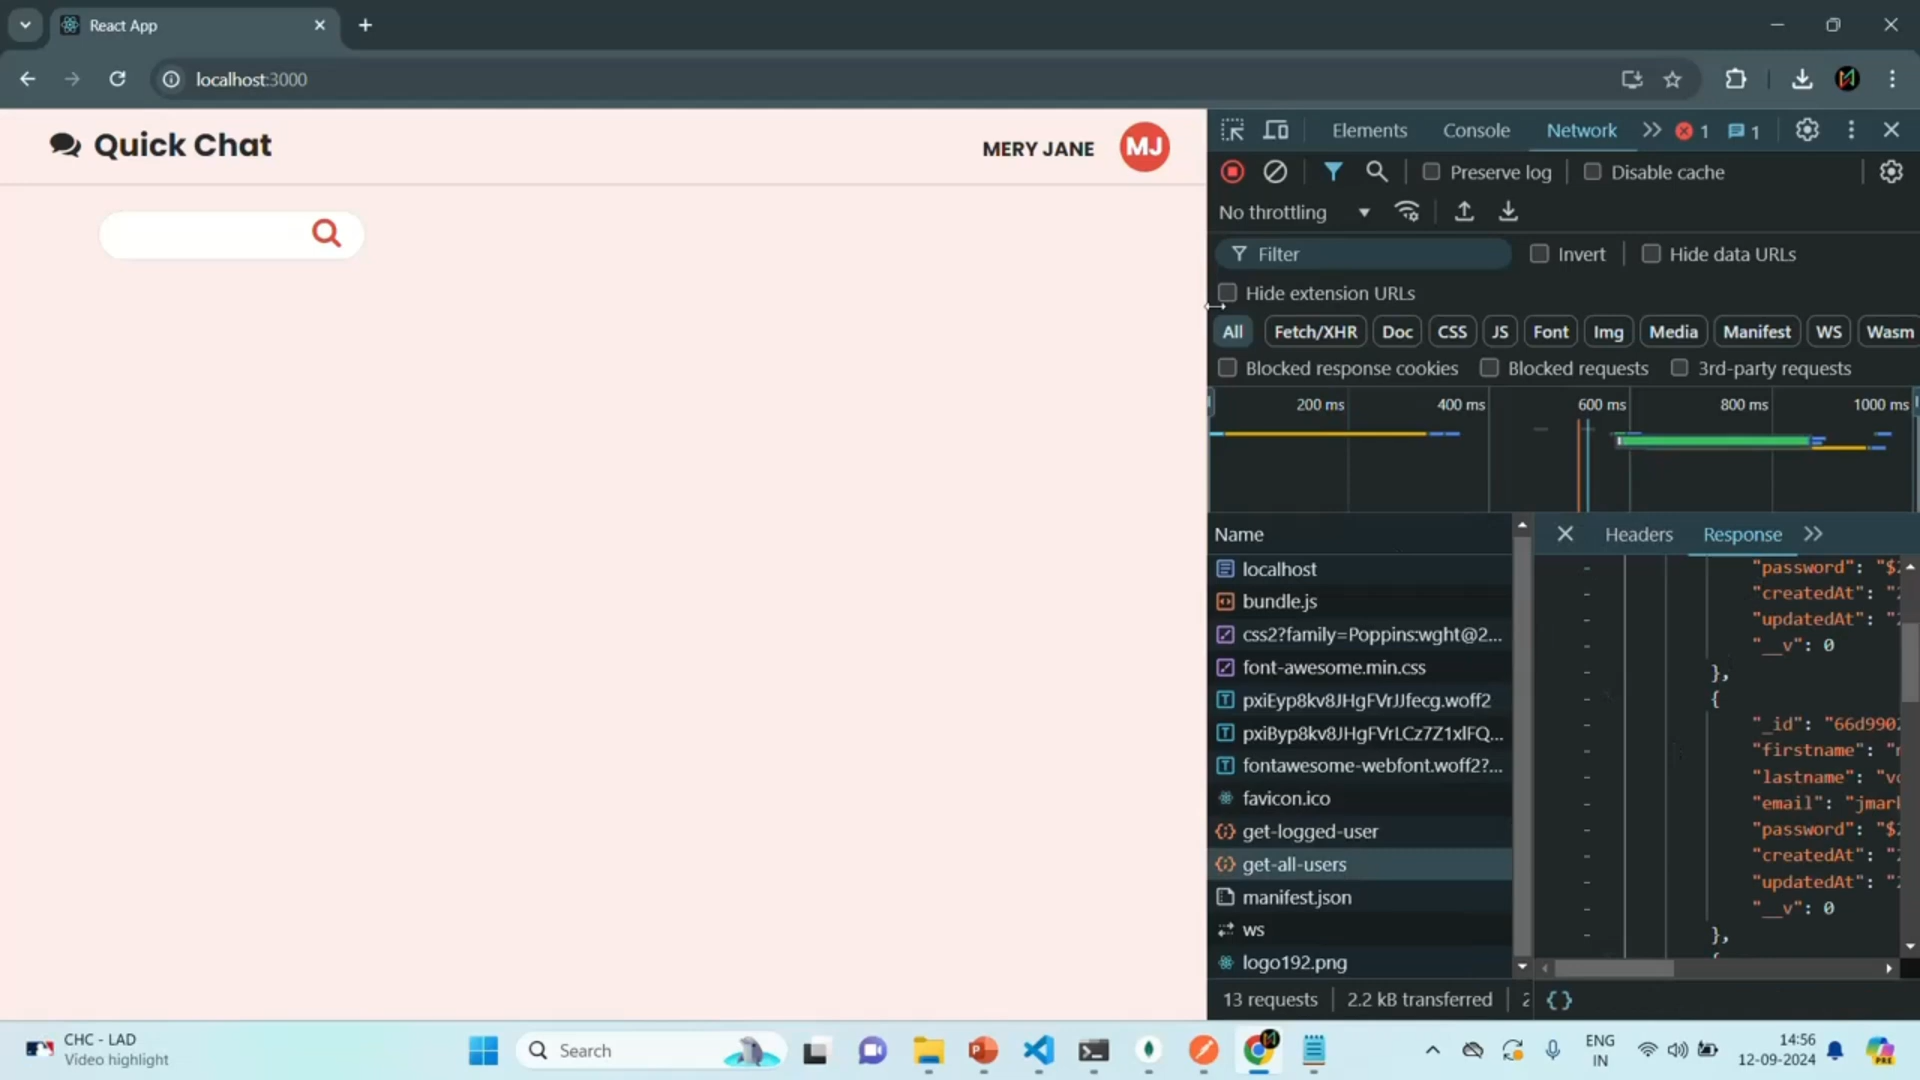 React App
localhost:3000
Quick Chat
MERY JANE
MJ
Elements Console Network 1 1
Preserve log Disable cache
No throttling
Filter Invert Hide data URLs
Hide extension URLs
All Fetch/XHR Doc CSS JS Font Img Media Manifest WS Wasm
Blocked response cookies Blocked requests 3rd-party requests
200 ms 400 ms 600 ms 800 ms 1000 ms
Name
localhost
bundle.js
css2?family=Poppins:wght@2...
font-awesome.min.css
pxiEyp8kv8JHgFVrJJfecg.woff2
pxiByp8kv8JHgFVrLCz7Z1xlFQ...
fontawesome-webfont.woff2?...
favicon.ico
get-logged-user
get-all-users
manifest.json
ws
logo192.png
13 requests 2.2 kB transferred 2
Headers Response
- "password": "$
- "createdAt": "
- "updatedAt": "
- "__v": 0
- },
- {
- "_id": "66d990
- "firstname": "
- "lastname": "v
- "email": "jmar
- "password": "$
- "createdAt": "
- "updatedAt": "
- "__v": 0
- },
{}
CHC - LAD
Video highlight
Search
PRE
ENG
IN
14:56
12-09-2024